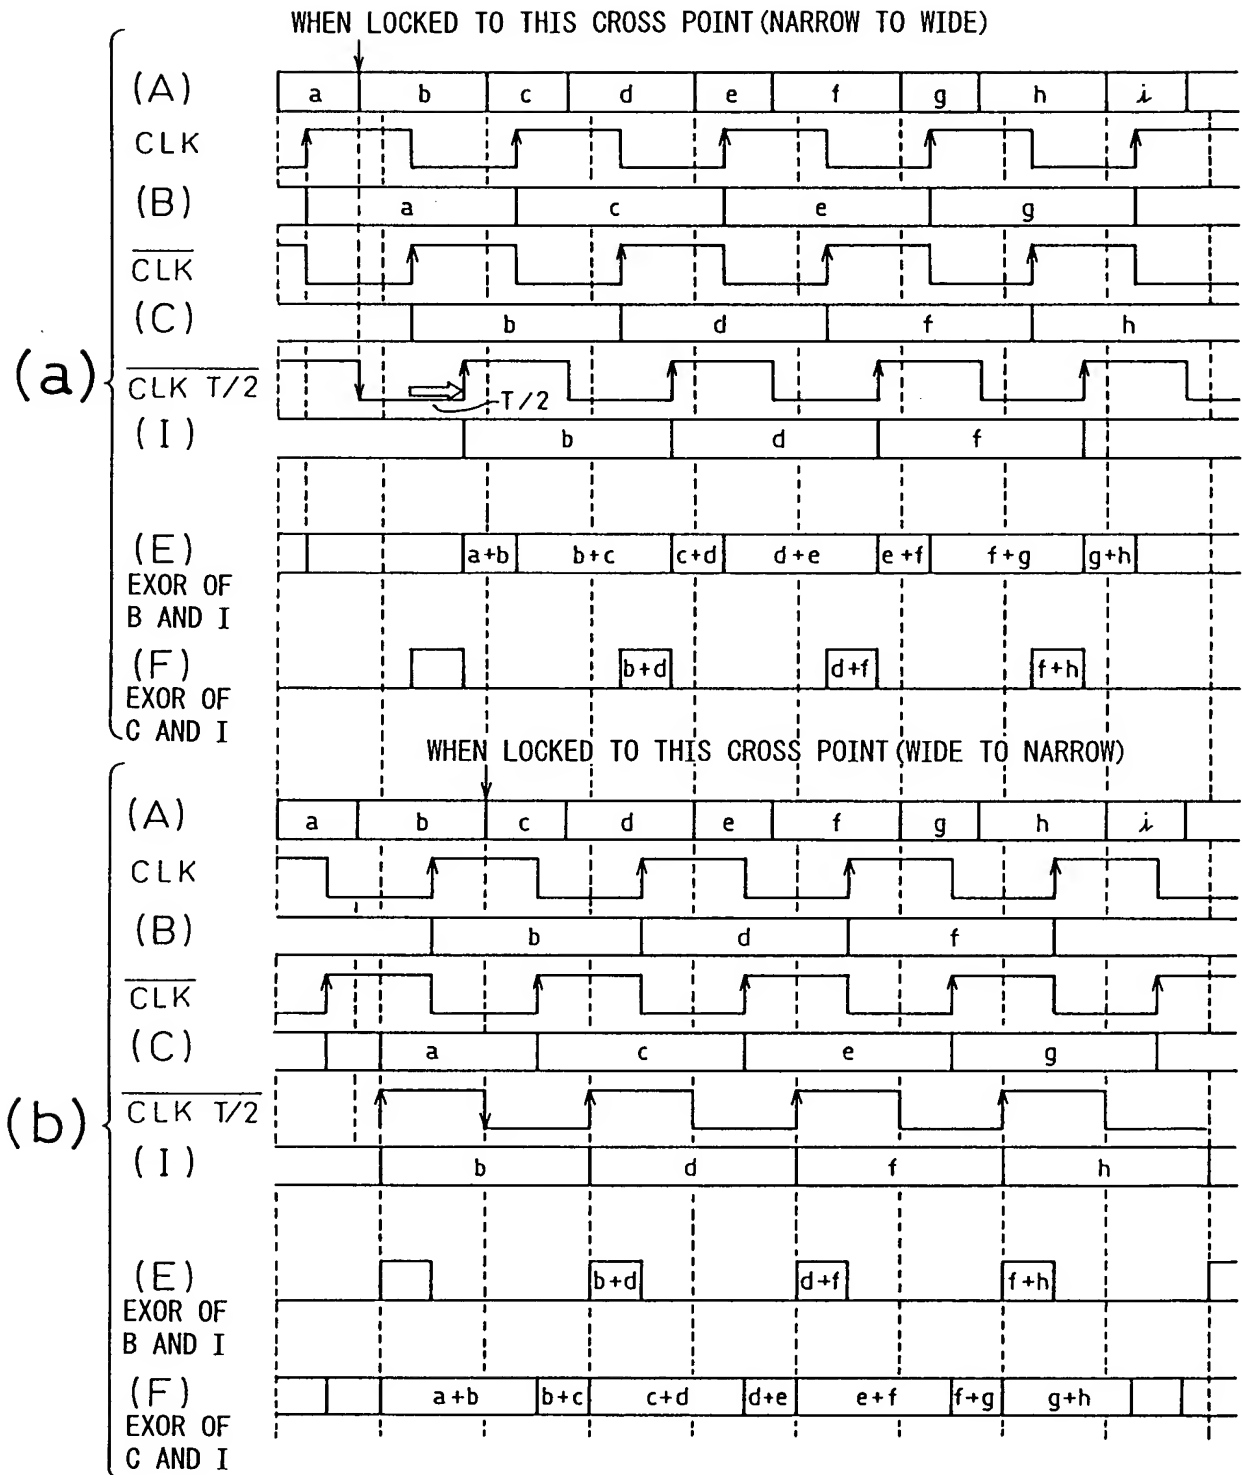 WHEN LOCKED TO THIS CROSS POINT (NARROW TO WIDE)
(a)
(A) a b c d e f g h i
CLK
(B) a c e g
CLK
(C) b d f h
CLK T/2
T/2
(I) b d f
(E) a+b b+c c+d d+e e+f f+g g+h
EXOR OF
B AND I
(F) b+d d+f f+h
EXOR OF
C AND I
WHEN LOCKED TO THIS CROSS POINT (WIDE TO NARROW)
(b)
(A) a b c d e f g h i
CLK
(B) b d f
CLK
(C) a c e g
CLK T/2
(I) b d f h
(E) b+d d+f f+h
EXOR OF
B AND I
(F) a+b b+c c+d d+e e+f f+g g+h
EXOR OF
C AND I